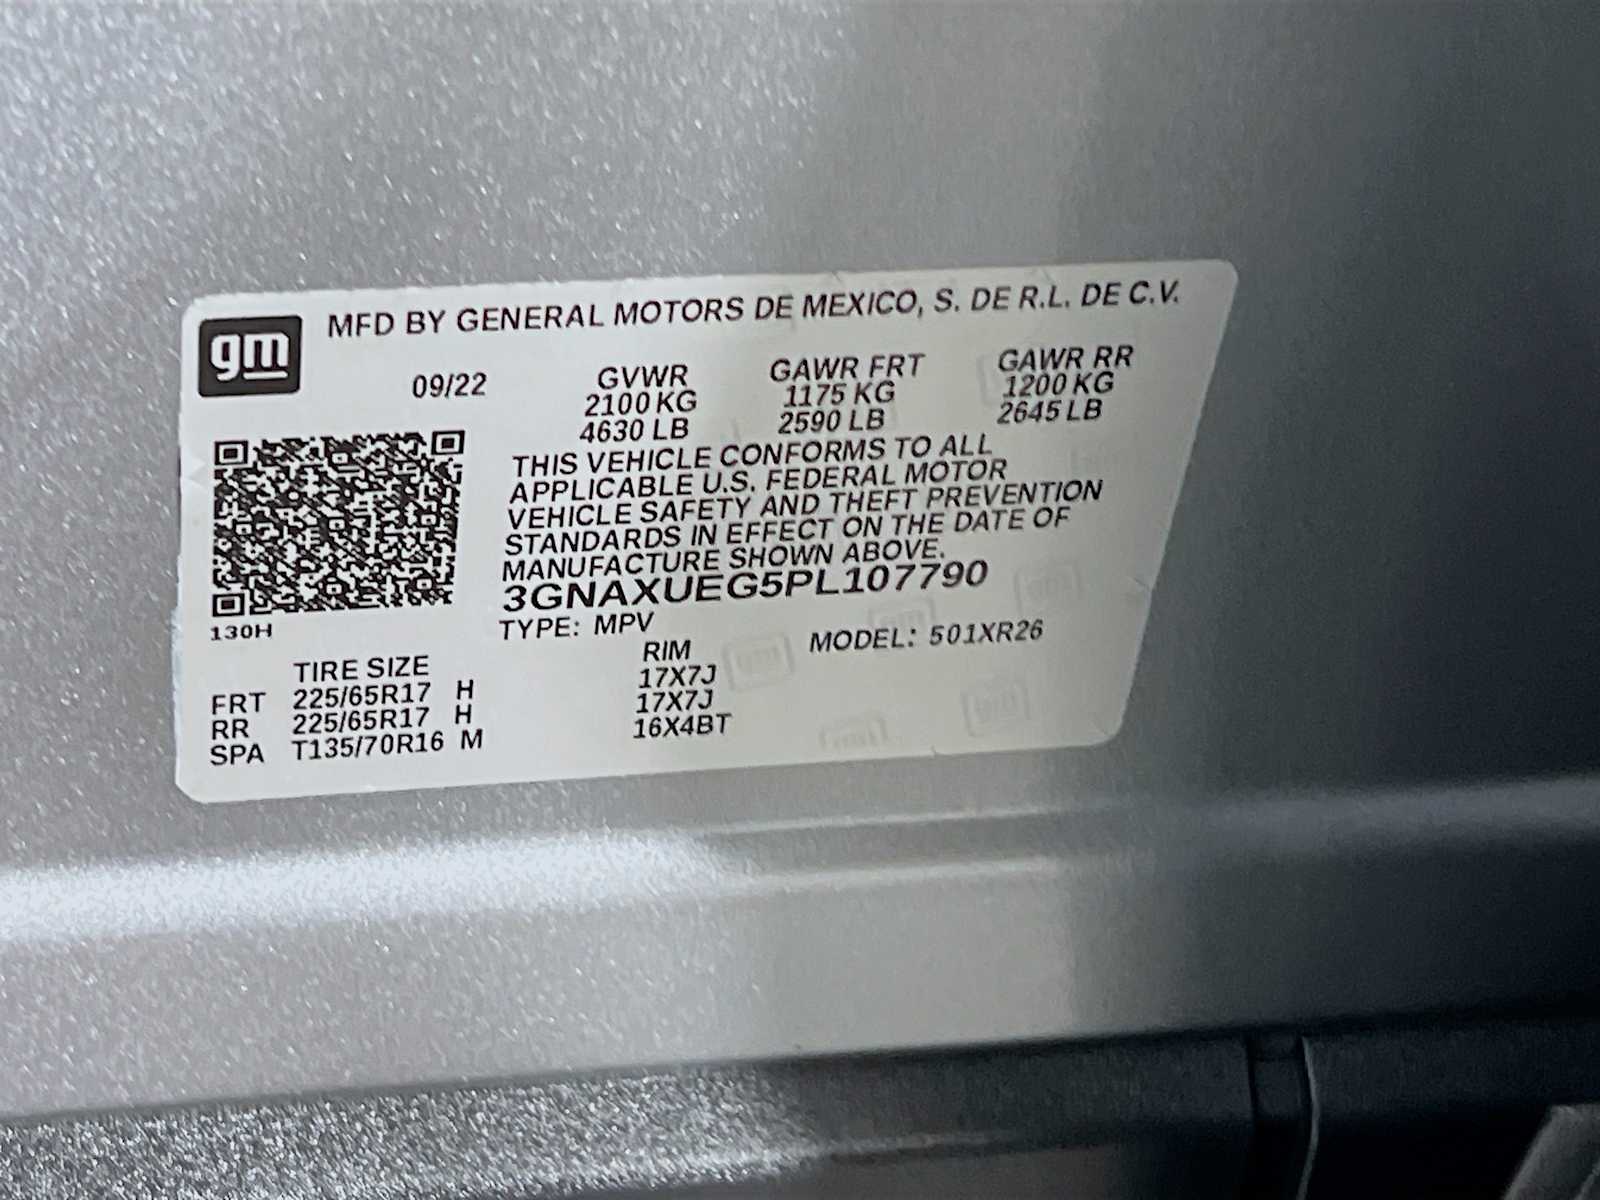 gm
MFD BY GENERAL MOTORS DE MEXICO, S. DE R.L. DE C.V.
09/22 GVWR GAWR FRT GAWR RR
2100 KG 1175 KG 1200 KG
4630 LB 2590 LB 2645 LB
THIS VEHICLE CONFORMS TO ALL
APPLICABLE U.S. FEDERAL MOTOR
VEHICLE SAFETY AND THEFT PREVENTION
STANDARDS IN EFFECT ON THE DATE OF
MANUFACTURE SHOWN ABOVE.
3GNAXUEG5PL107790
130H
TYPE: MPV MODEL: 501XR26
TIRE SIZE RIM
FRT 225/65R17 H 17X7J
RR 225/65R17 H 17X7J
SPA T135/70R16 M 16X4BT